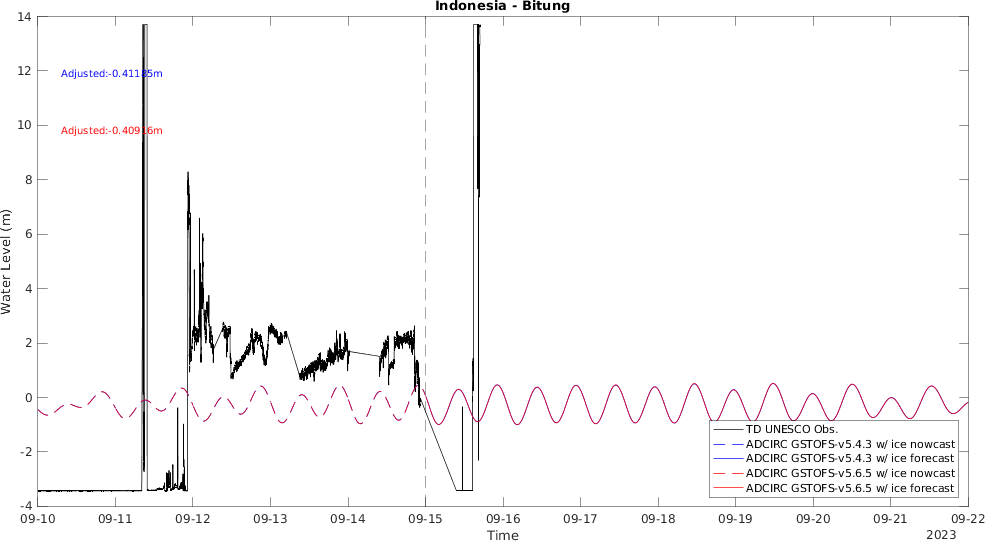 Indonesia - Bitung
14
12
10
8
6
4
2
0
-2
-4
Water Level (m)
Adjusted:-0.41185m
Adjusted:-0.40916m
TD UNESCO Obs.
ADCIRC GSTOFS-v5.4.3 w/ ice nowcast
ADCIRC GSTOFS-v5.4.3 w/ ice forecast
ADCIRC GSTOFS-v5.6.5 w/ ice nowcast
ADCIRC GSTOFS-v5.6.5 w/ ice forecast
09-10 09-11 09-12 09-13 09-14 09-15 09-16 09-17 09-18 09-19 09-20 09-21 09-22
Time
2023